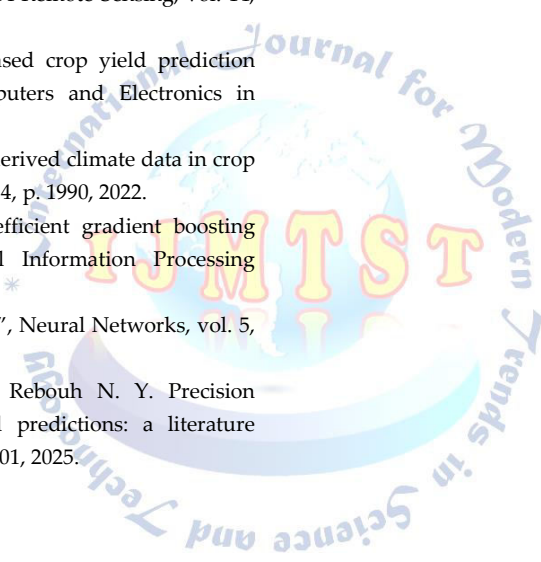 sed crop yield prediction
puters and Electronics in
erived climate data in crop
4, p. 1990, 2022.
efficient gradient boosting
l Information Processing
”, Neural Networks, vol. 5,
Rebouh N. Y. Precision
l predictions: a literature
01, 2025.
International Journal For Modern Trends in Science and Technology
IJMTST